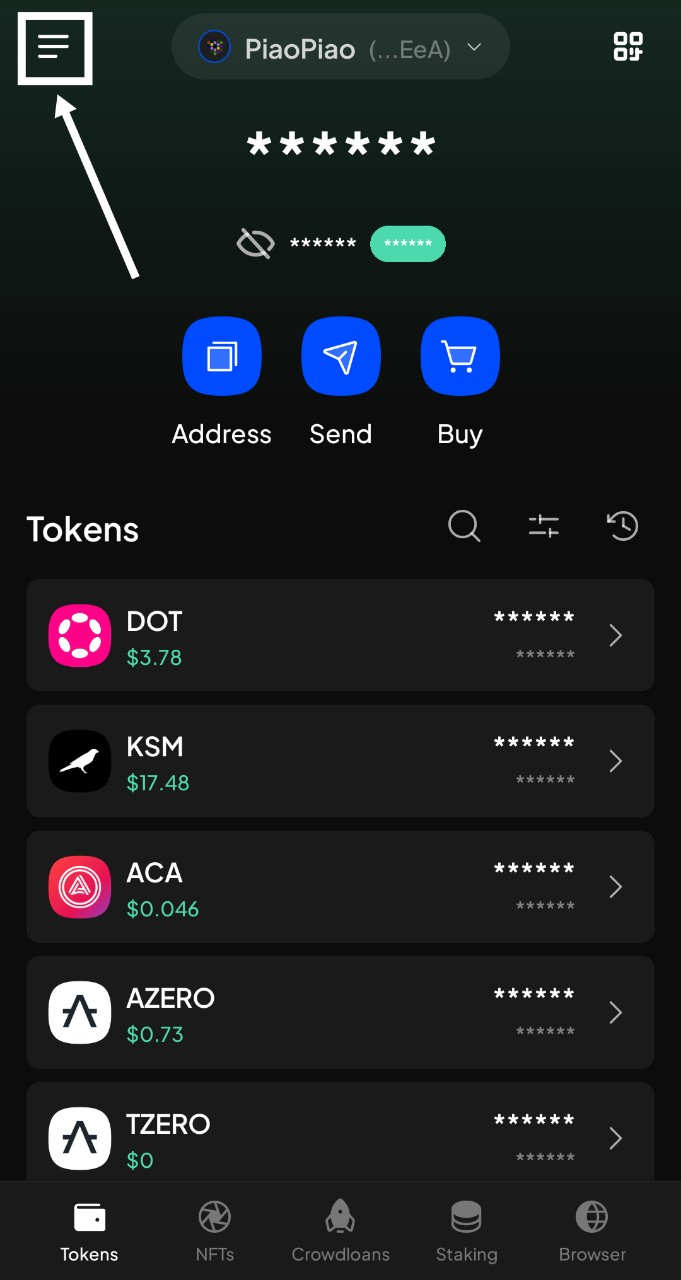 PiaoPiao (...EeA)
******
****** ******
Address Send Buy
Tokens
DOT ******
$3.78 ******
KSM ******
$17.48 ******
ACA ******
$0.046 ******
AZERO ******
$0.73 ******
TZERO ******
$0 ******
Tokens NFTs Crowdloans Staking Browser